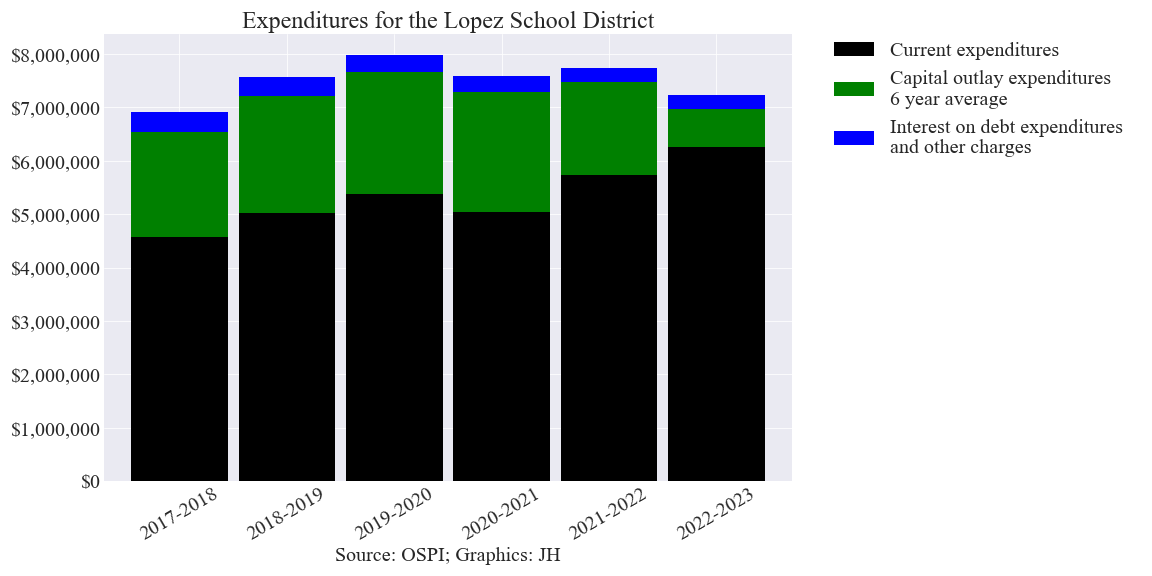 Expenditures for the Lopez School District
$8,000,000
$7,000,000
$6,000,000
$5,000,000
$4,000,000
$3,000,000
$2,000,000
$1,000,000
$0
2017-2018
2018-2019
2019-2020
2020-2021
2021-2022
2022-2023
Source: OSPI; Graphics: JH
Current expenditures
Capital outlay expenditures
6 year average
Interest on debt expenditures
and other charges